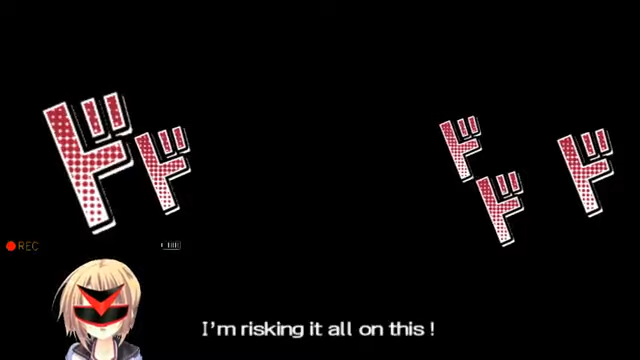 ドド
ド
ド
ド
REC
I'm risking it all on this !